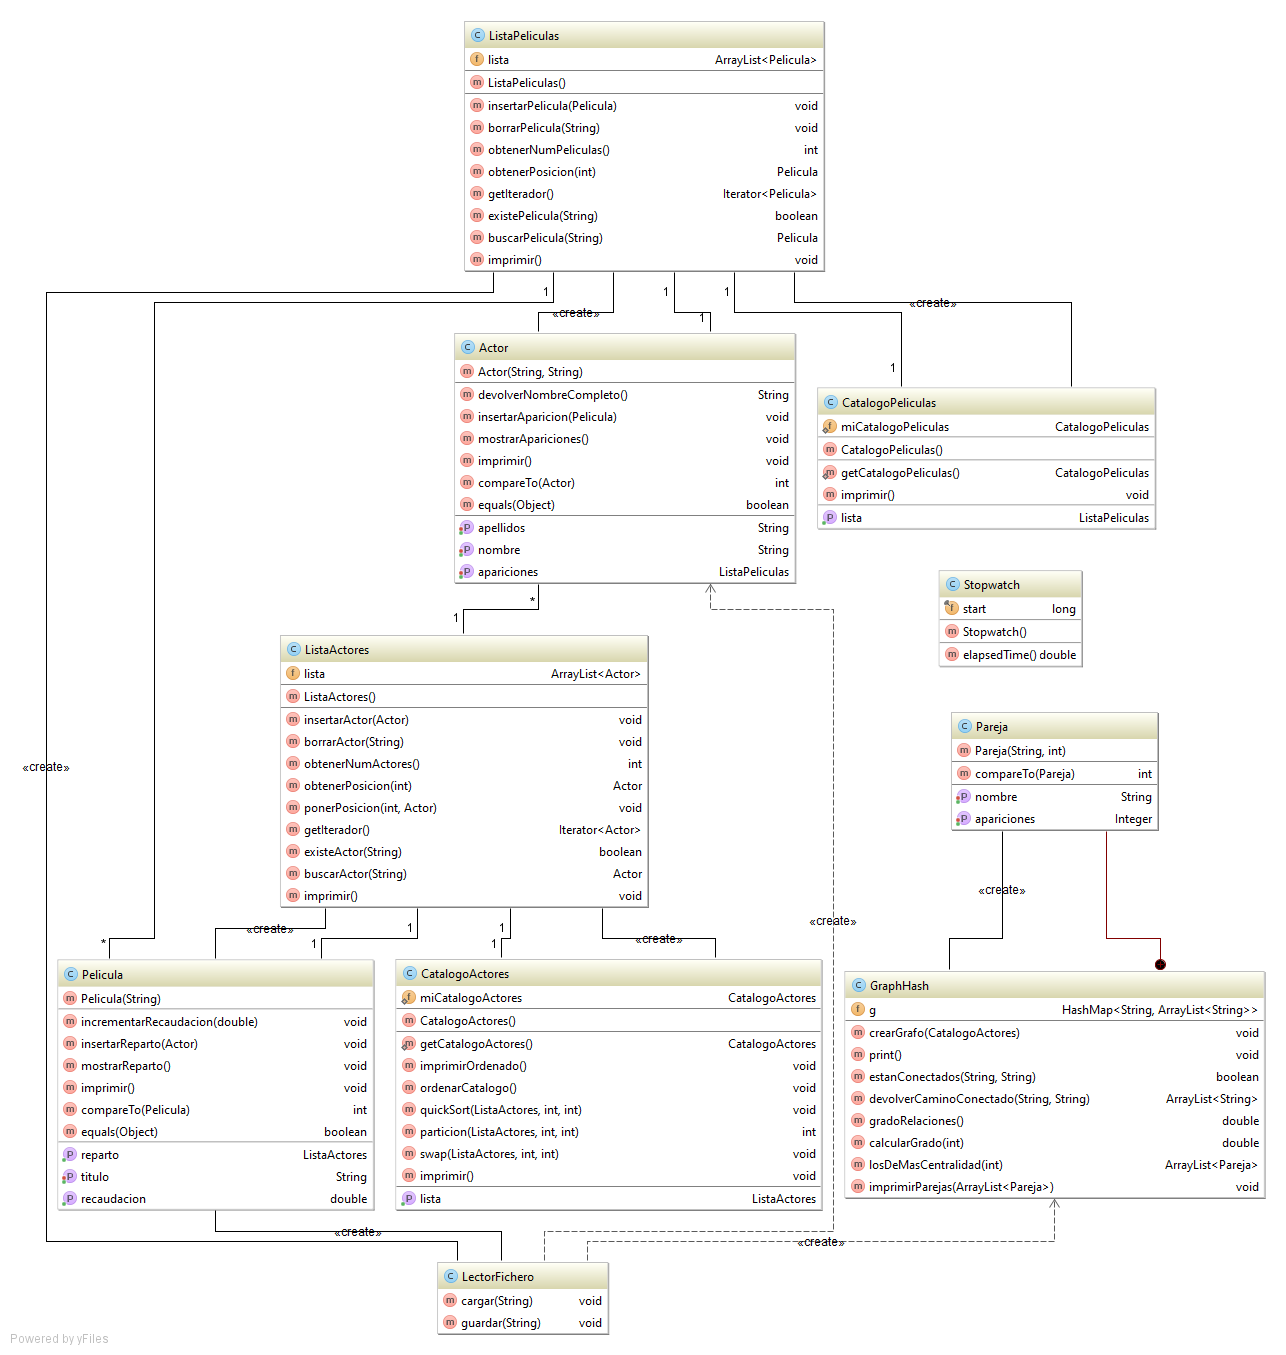 ListaPeliculas
lista ArrayList<Pelicula>
ListaPeliculas()
insertarPelicula(Pelicula) void
borrarPelicula(String) void
obtenerNumPeliculas() int
obtenerPosicion(int) Pelicula
getIterador() Iterator<Pelicula>
existePelicula(String) boolean
buscarPelicula(String) Pelicula
imprimir() void
1
1
1
«create»
«create»
1
1
Actor
Actor(String, String)
devolverNombreCompleto() String
insertarAparicion(Pelicula) void
mostrarApariciones() void
imprimir() void
compareTo(Actor) int
equals(Object) boolean
apellidos String
nombre String
apariciones ListaPeliculas
CatalogoPeliculas
miCatalogoPeliculas CatalogoPeliculas
CatalogoPeliculas()
getCatalogoPeliculas() CatalogoPeliculas
imprimir() void
lista ListaPeliculas
Stopwatch
start long
Stopwatch()
elapsedTime() double
*
1
ListaActores
lista ArrayList<Actor>
ListaActores()
insertarActor(Actor) void
borrarActor(String) void
obtenerNumActores() int
obtenerPosicion(int) Actor
ponerPosicion(int, Actor) void
getIterador() Iterator<Actor>
existeActor(String) boolean
buscarActor(String) Actor
imprimir() void
«create»
Pareja
Pareja(String, int)
compareTo(Pareja) int
nombre String
apariciones Integer
«create»
«create»
«create»
1
1
«create»
*
1
1
Pelicula
Pelicula(String)
incrementarRecaudacion(double) void
insertarReparto(Actor) void
mostrarReparto() void
imprimir() void
compareTo(Pelicula) int
equals(Object) boolean
reparto ListaActores
titulo String
recaudacion double
CatalogoActores
miCatalogoActores CatalogoActores
CatalogoActores()
getCatalogoActores() CatalogoActores
imprimirOrdenado() void
ordenarCatalogo() void
quickSort(ListaActores, int, int) void
particion(ListaActores, int, int) int
swap(ListaActores, int, int) void
imprimir() void
lista ListaActores
GraphHash
g HashMap<String, ArrayList<String>>
crearGrafo(CatalogoActores) void
print() void
estanConectados(String, String) boolean
devolverCaminoConectado(String, String) ArrayList<String>
gradoRelaciones() double
calcularGrado(int) double
losDeMasCentralidad(int) ArrayList<Pareja>
imprimirParejas(ArrayList<Pareja>) void
«create»
«create»
LectorFichero
cargar(String) void
guardar(String) void
Powered by yFiles